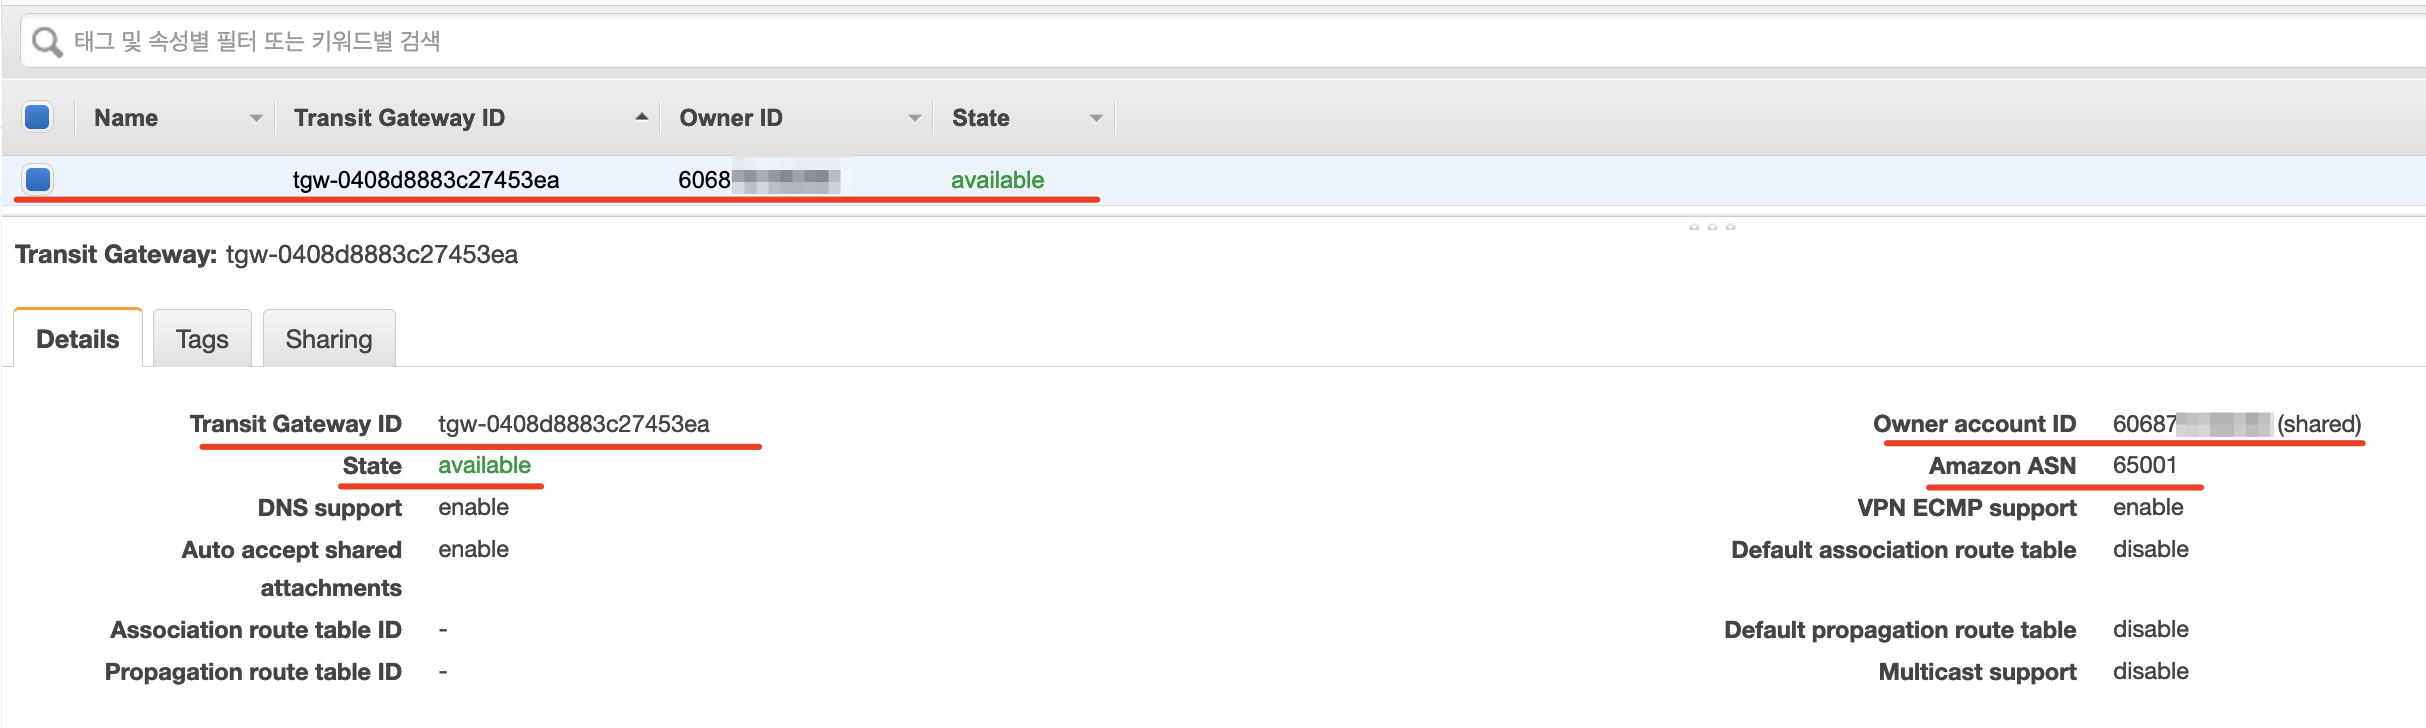 태그 및 속성별 필터 또는 키워드별 검색
Name Transit Gateway ID Owner ID State
tgw-0408d8883c27453ea 6068 available
Transit Gateway: tgw-0408d8883c27453ea
Details Tags Sharing
Transit Gateway ID tgw-0408d8883c27453ea Owner account ID 60687 (shared)
State available Amazon ASN 65001
DNS support enable VPN ECMP support enable
Auto accept shared enable Default association route table disable
attachments
Association route table ID - Default propagation route table disable
Propagation route table ID - Multicast support disable